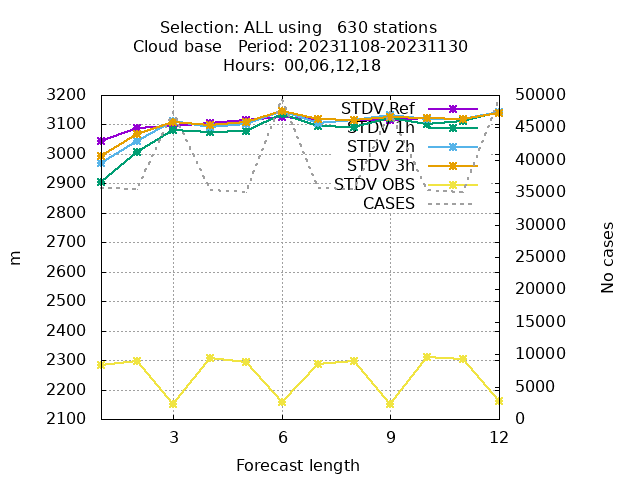 Selection: ALL using   630 stations
Cloud base   Period: 20231108-20231130
Hours:  00,06,12,18
3200
3100
3000
2900
2800
2700
2600
2500
2400
2300
2200
2100
m
STDV Ref
STDV 1h
STDV 2h
STDV 3h
STDV OBS
CASES
50000
45000
40000
35000
30000
25000
20000
15000
10000
5000
0
No cases
3
6
9
12
Forecast length